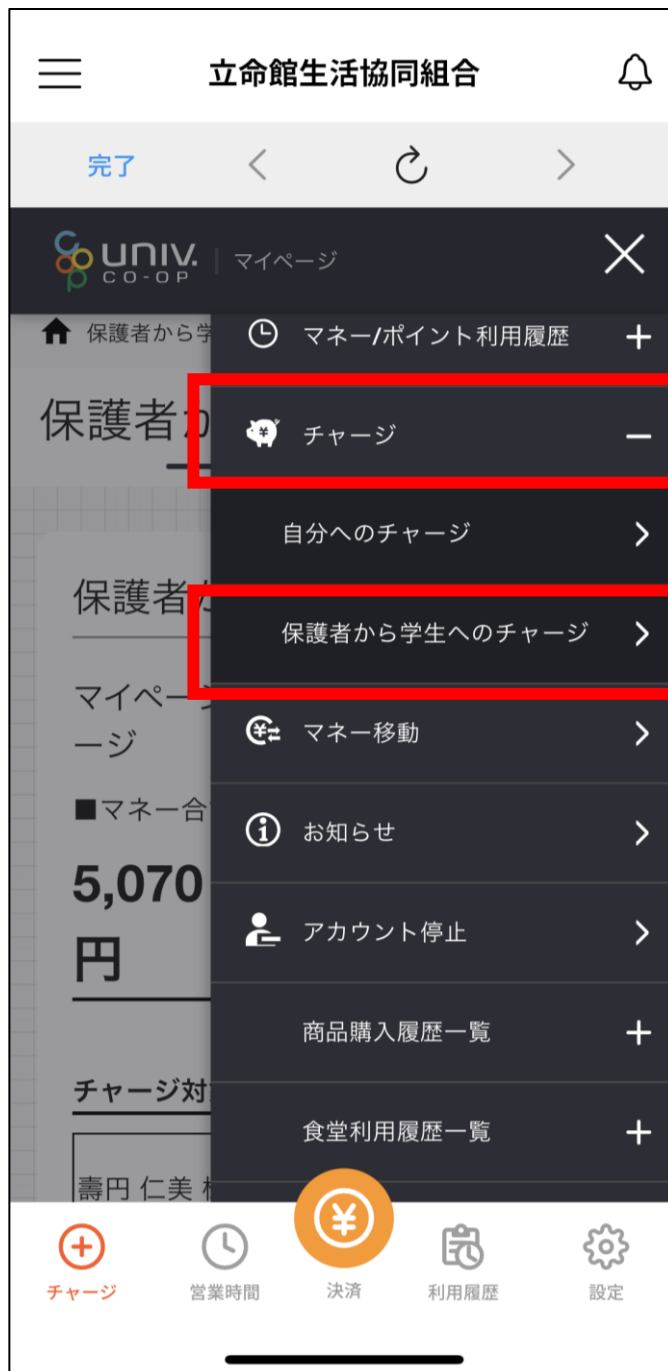 立命館生活協同組合
完了
univ.
CO-OP
マイページ
保護者から学
マネー/ポイント利用履歴
保護者か
チャージ
自分へのチャージ
保護者か
保護者から学生へのチャージ
マイペー
ージ
マネー移動
■マネー合
お知らせ
5,070
円
アカウント停止
商品購入履歴一覧
チャージ対
食堂利用履歴一覧
壽円 仁美
チャージ
営業時間
決済
利用履歴
設定